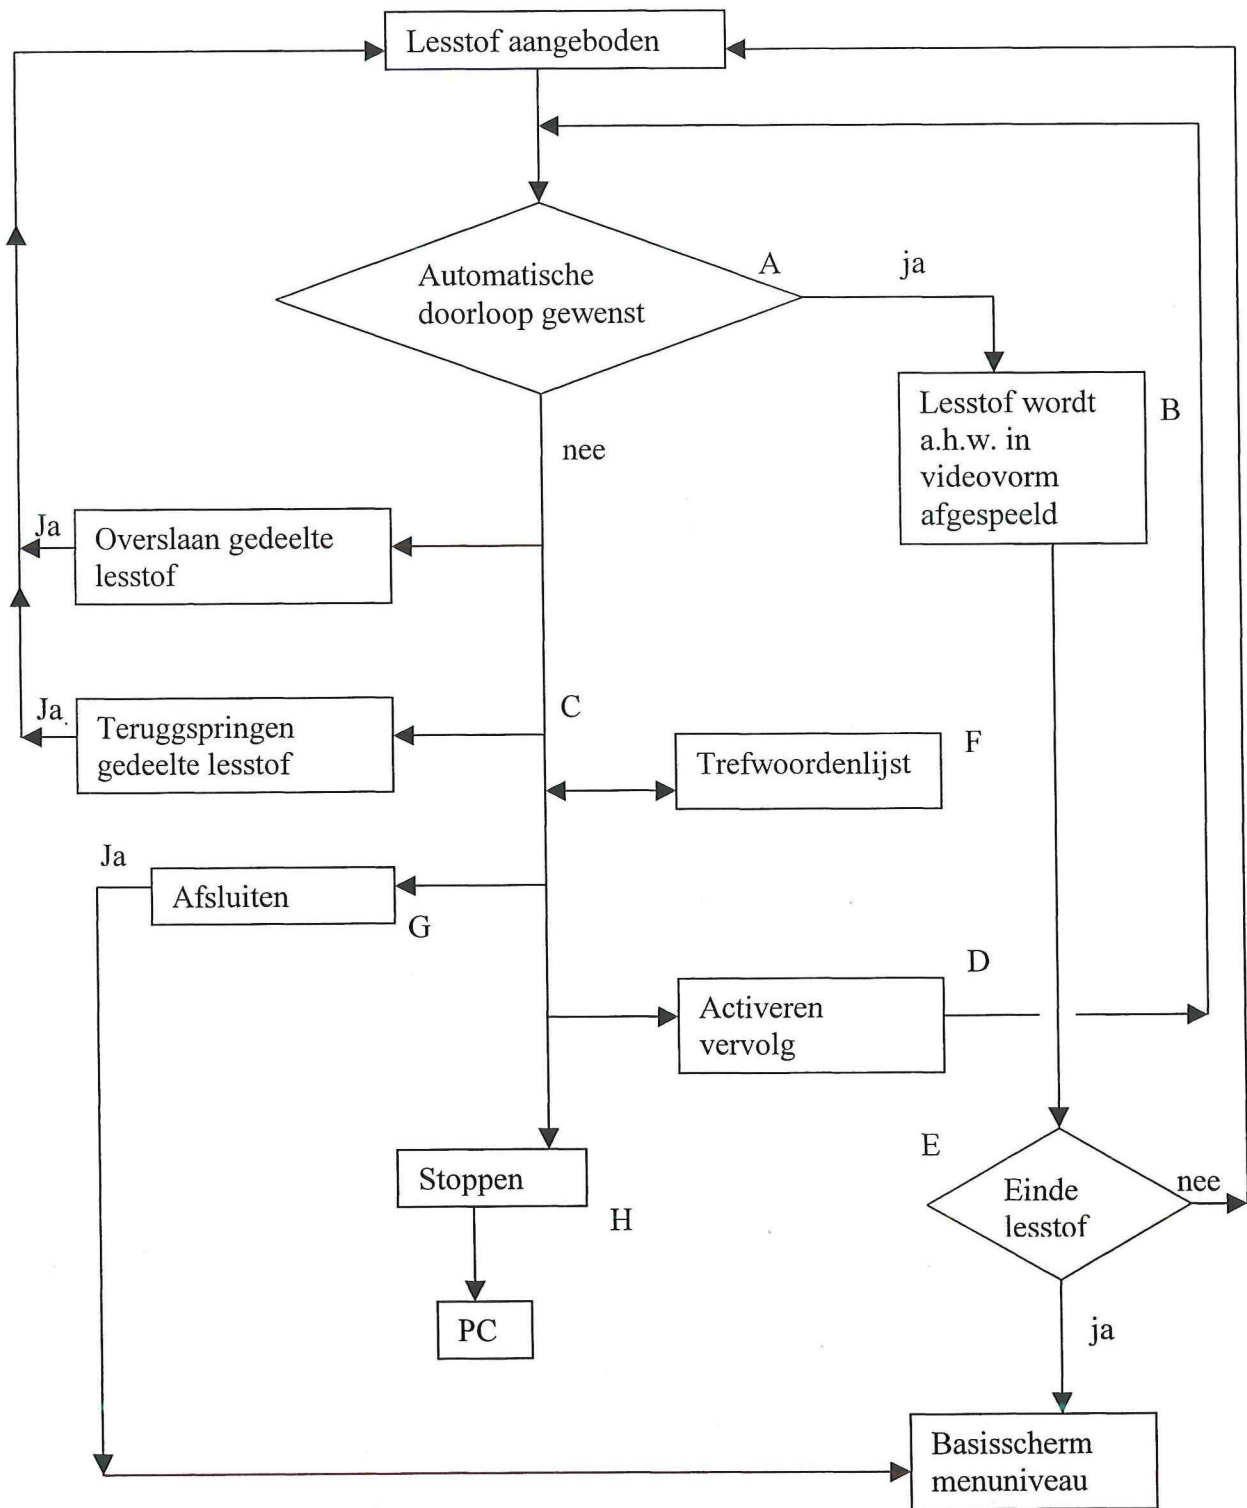 Lesstof aangeboden
Automatische
doorloop gewenst
A
ja
Lesstof wordt
a.h.w. in
videovorm
afgespeeld
B
nee
Ja
Overslaan gedeelte
lesstof
Ja
Teruggspringen
gedeelte lesstof
C
Trefwoordenlijst
F
Ja
Afsluiten
G
D
Activeren
vervolg
E
Einde
lesstof
nee
Stoppen
H
PC
ja
Basisscherm
menuniveau